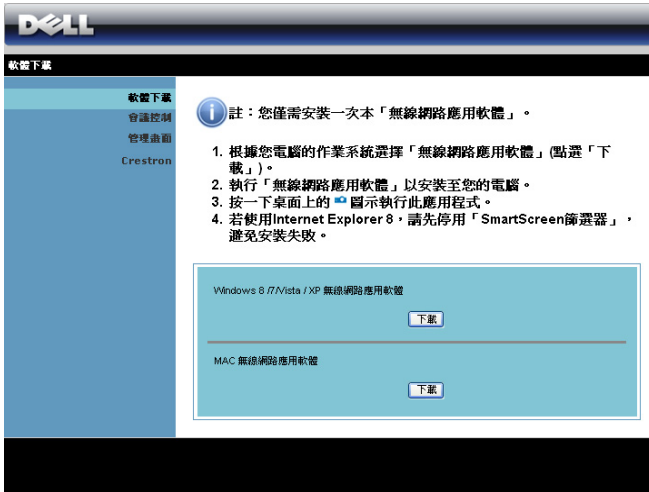 DELL
軟體下載
軟體下載
會議控制
管理畫面
Crestron
註：您僅需安裝一次本「無線網路應用軟體」。
1. 根據您電腦的作業系統選擇「無線網路應用軟體」(點選「下
載」)。
2. 執行「無線網路應用軟體」以安裝至您的電腦。
3. 按一下桌面上的 圖示執行此應用程式。
4. 若使用Internet Explorer 8，請先停用「SmartScreen篩選器」，
避免安裝失敗。
Windows 8 /7/Vista / XP 無線網路應用軟體
下載
MAC 無線網路應用軟體
下載